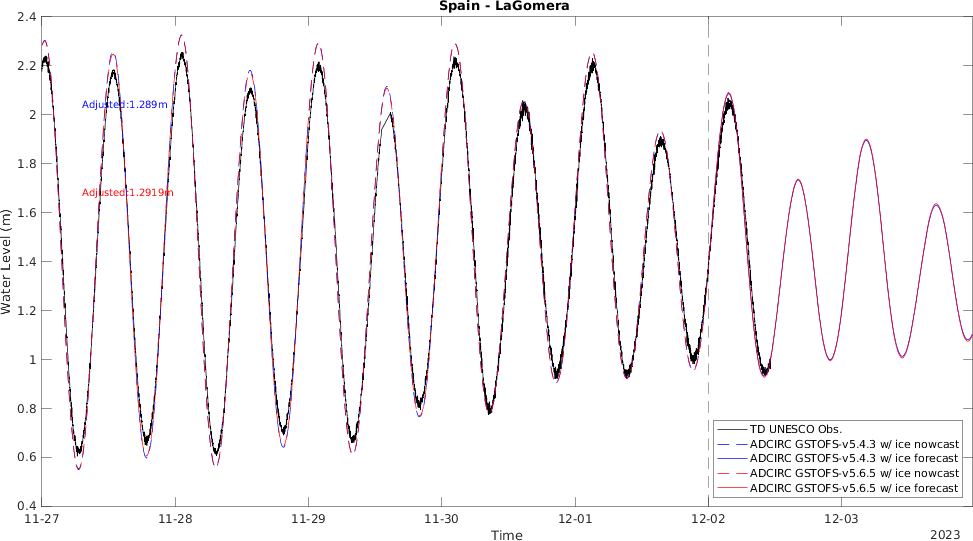 Spain - LaGomera
2.4
2.2
2
1.8
1.6
1.4
1.2
1
0.8
0.6
0.4
Water Level (m)
Adjusted:1.289m
Adjusted:1.2919m
TD UNESCO Obs.
ADCIRC GSTOFS-v5.4.3 w/ ice nowcast
ADCIRC GSTOFS-v5.4.3 w/ ice forecast
ADCIRC GSTOFS-v5.6.5 w/ ice nowcast
ADCIRC GSTOFS-v5.6.5 w/ ice forecast
11-27
11-28
11-29
11-30
12-01
12-02
12-03
Time
2023